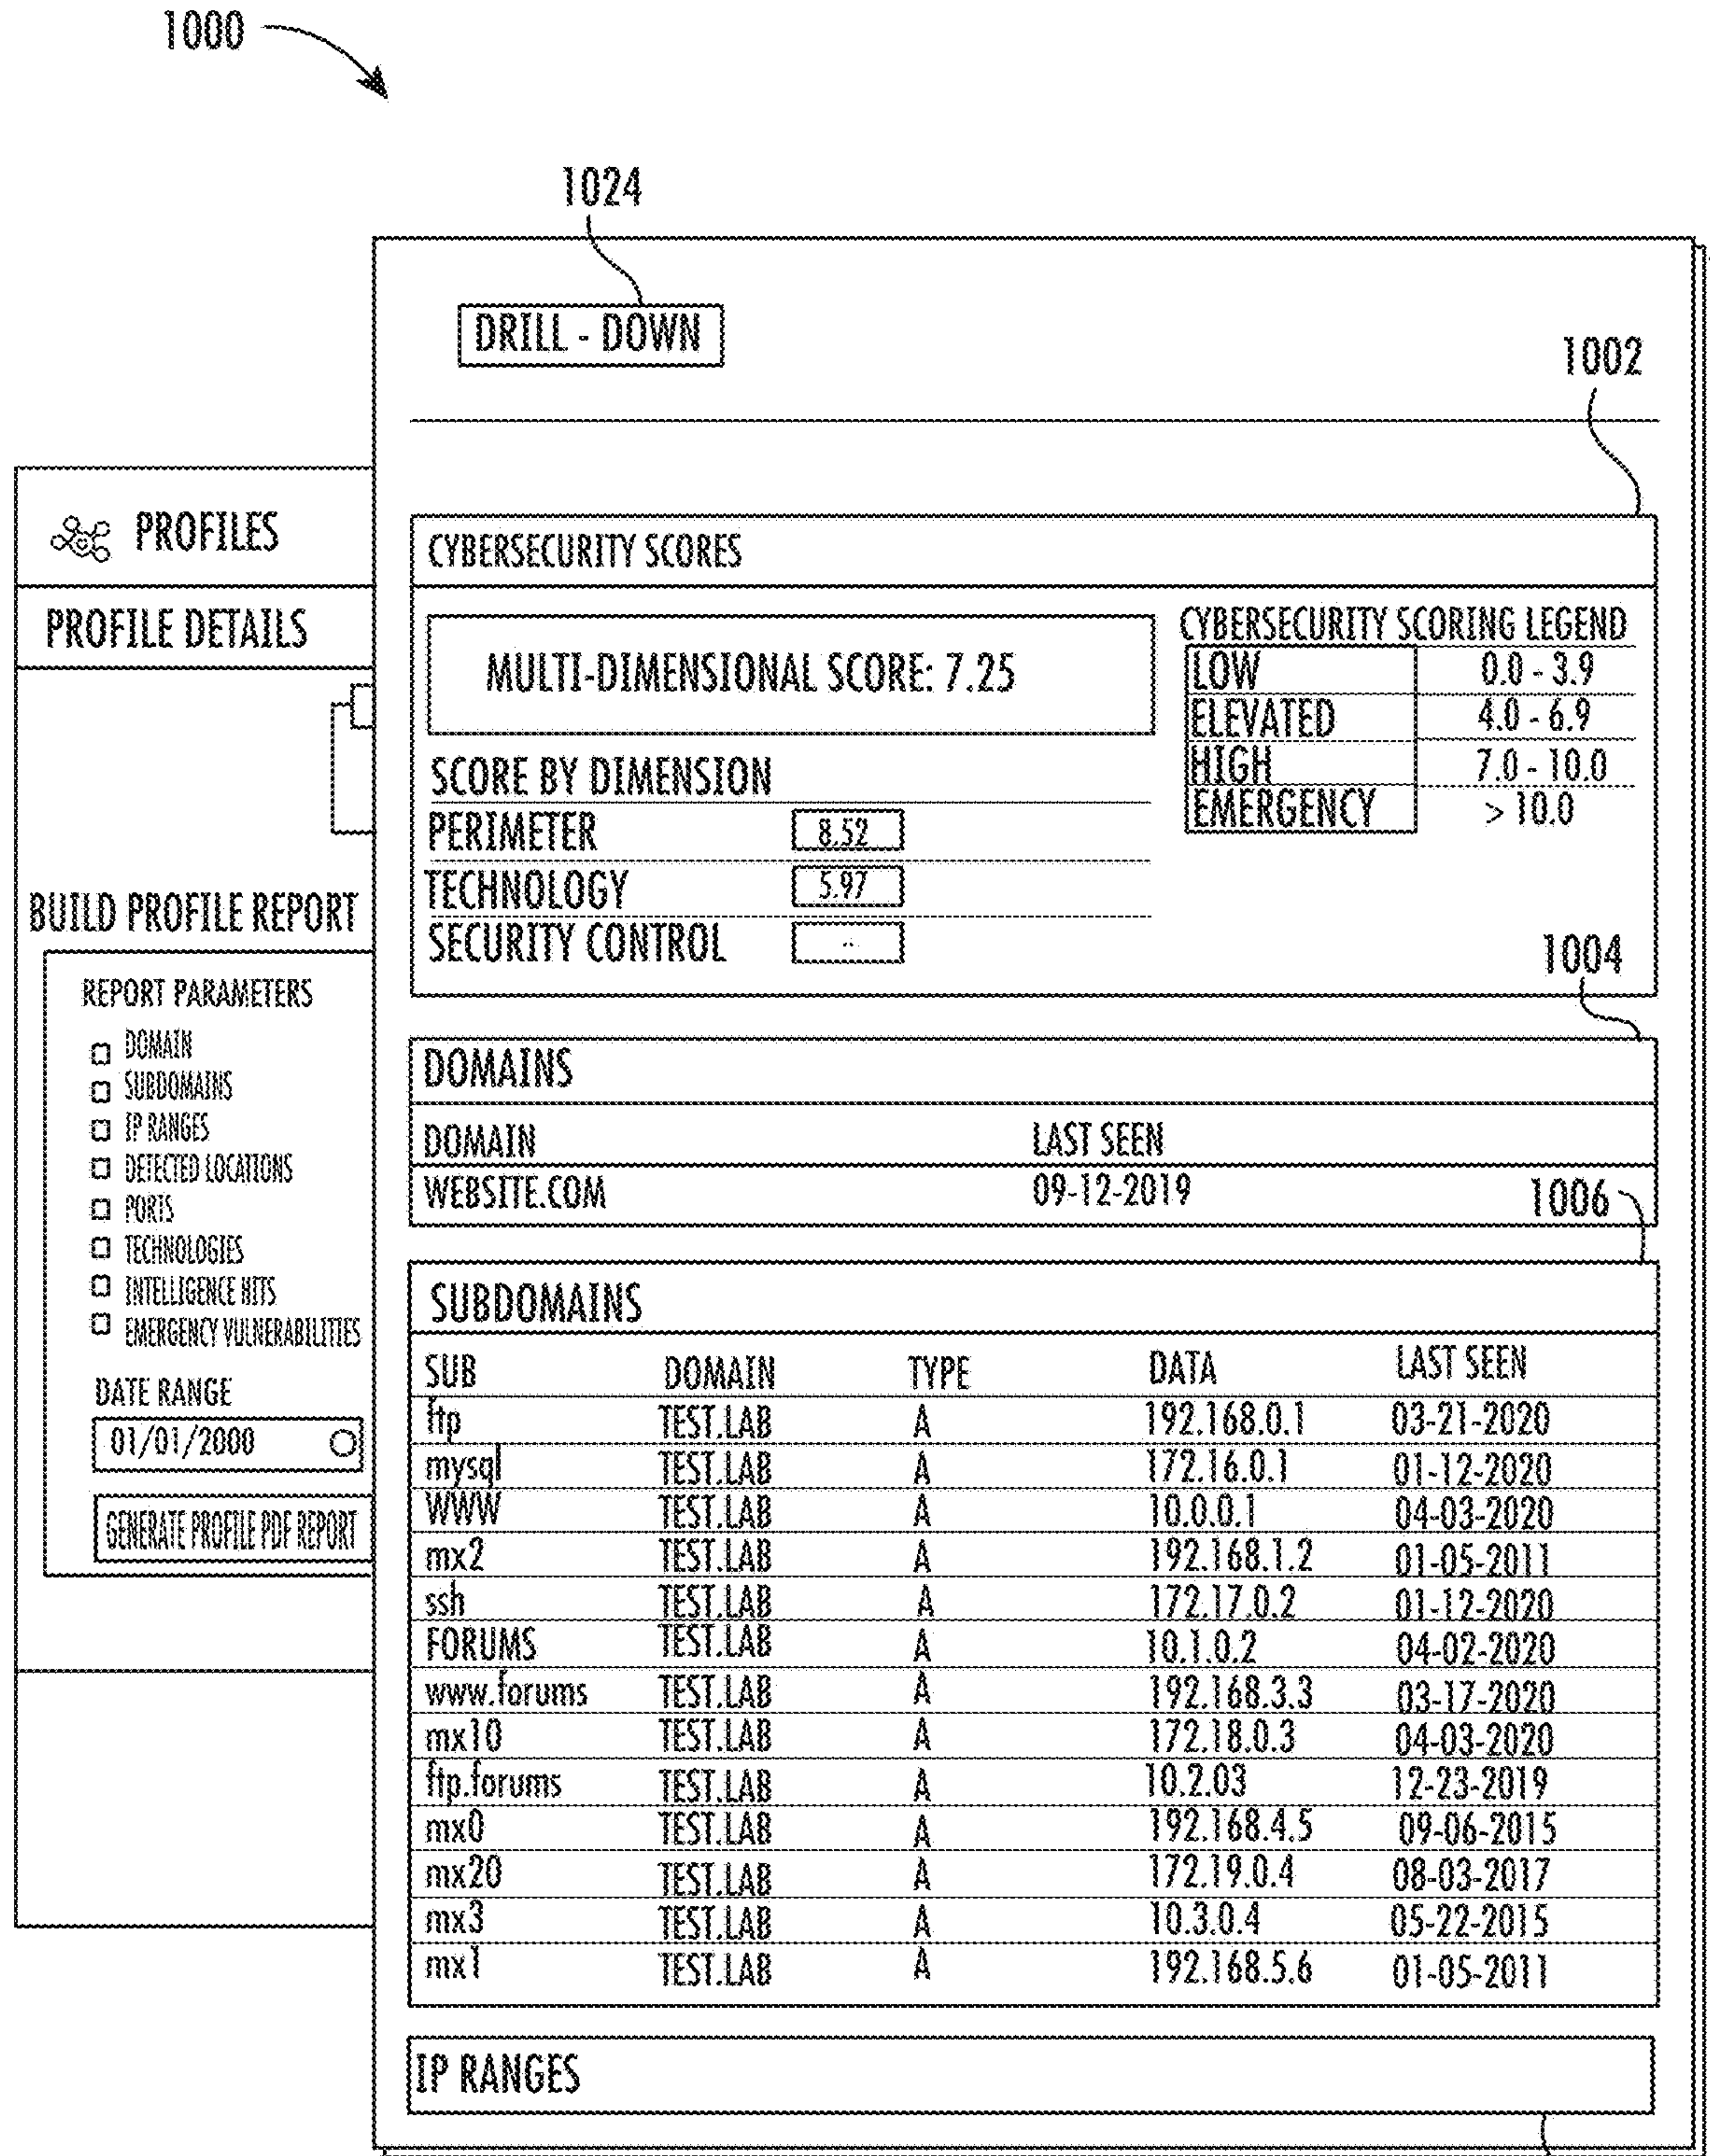 1000
1024
DRILL - DOWN
1002
PROFILES
PROFILE DETAILS
BUILD PROFILE REPORT
REPORT PARAMETERS
DOMAIN
SUBDOMAINS
IP RANGES
DETECTED LOCATIONS
PORTS
TECHNOLOGIES
INTELLIGENCE HITS
EMERGENCY VULNERABILITIES
DATE RANGE
01/01/2000
GENERATE PROFILE PDF REPORT
CYBERSECURITY SCORES
MULTI-DIMENSIONAL SCORE: 7.25
SCORE BY DIMENSION
PERIMETER 8.52
TECHNOLOGY 5.97
SECURITY CONTROL --
CYBERSECURITY SCORING LEGEND
LOW 0.0 - 3.9
ELEVATED 4.0 - 6.9
HIGH 7.0 - 10.0
EMERGENCY > 10.0
1004
DOMAINS
DOMAIN LAST SEEN
WEBSITE.COM 09-12-2019
1006
SUBDOMAINS
SUB DOMAIN TYPE DATA LAST SEEN
ftp TEST.LAB A 192.168.0.1 03-21-2020
mysql TEST.LAB A 172.16.0.1 01-12-2020
WWW TEST.LAB A 10.0.0.1 04-03-2020
mx2 TEST.LAB A 192.168.1.2 01-05-2011
ssh TEST.LAB A 172.17.0.2 01-12-2020
FORUMS TEST.LAB A 10.1.0.2 04-02-2020
www.forums TEST.LAB A 192.168.3.3 03-17-2020
mx10 TEST.LAB A 172.18.0.3 04-03-2020
ftp.forums TEST.LAB A 10.2.03 12-23-2019
mx0 TEST.LAB A 192.168.4.5 09-06-2015
mx20 TEST.LAB A 172.19.0.4 08-03-2017
mx3 TEST.LAB A 10.3.0.4 05-22-2015
mx1 TEST.LAB A 192.168.5.6 01-05-2011
IP RANGES